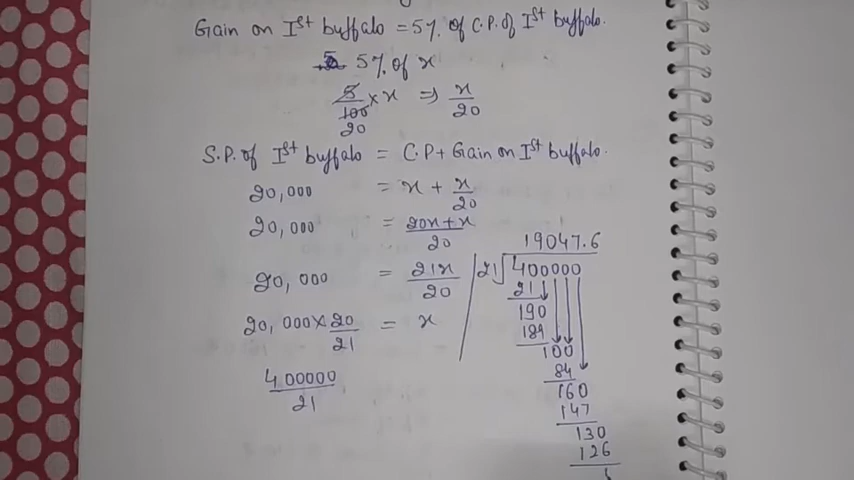 Gain on Ist buffalo = 5% of C.P. of Ist buffalo.
5% of x
5/100 × x ⇒ x/20
20
S.P. of Ist buffalo = C.P + Gain on Ist buffalo.
20,000 = x + x/20
20,000 = 20x + x/20
20,000 = 21x/20
20,000 × 20/21 = x
400000/21
19047.6
21 400000
21
190
189
100
84
160
147
130
126